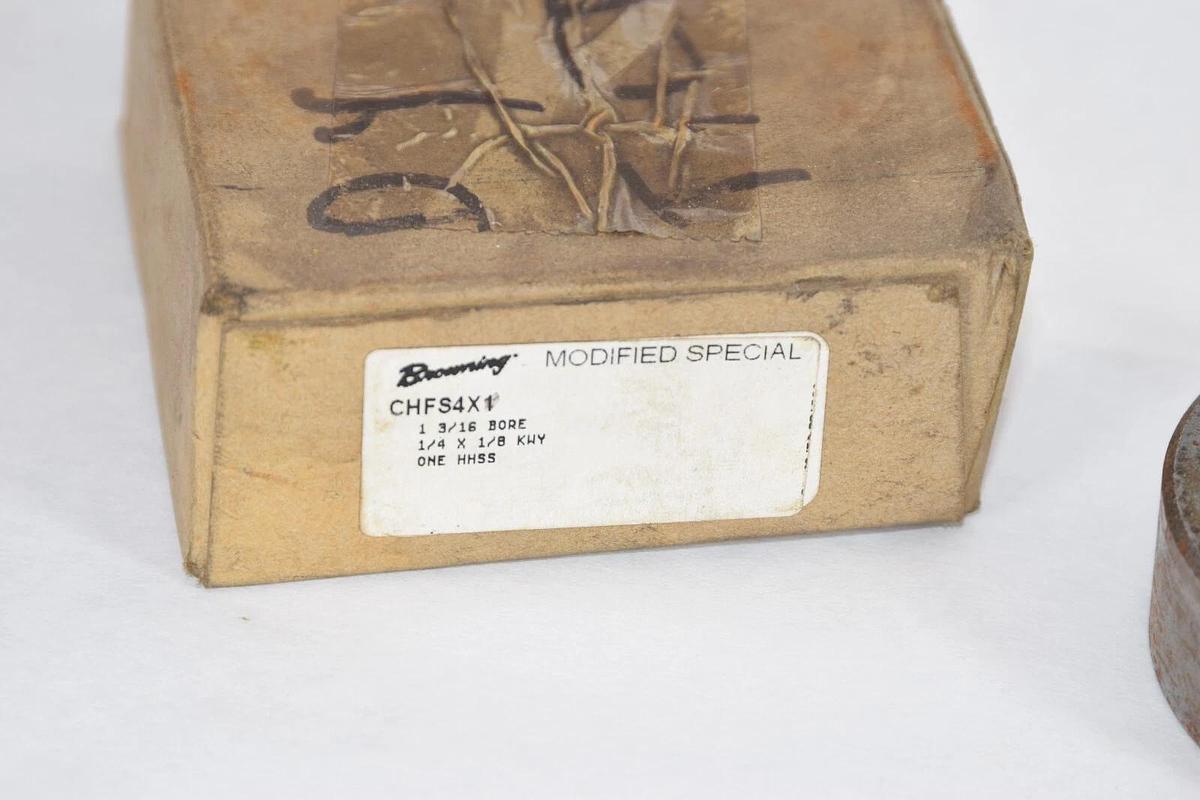 Browning MODIFIED SPECIAL
CHFS4X1
1 3/16 BORE
1/4 X 1/8 KWY
ONE HHSS